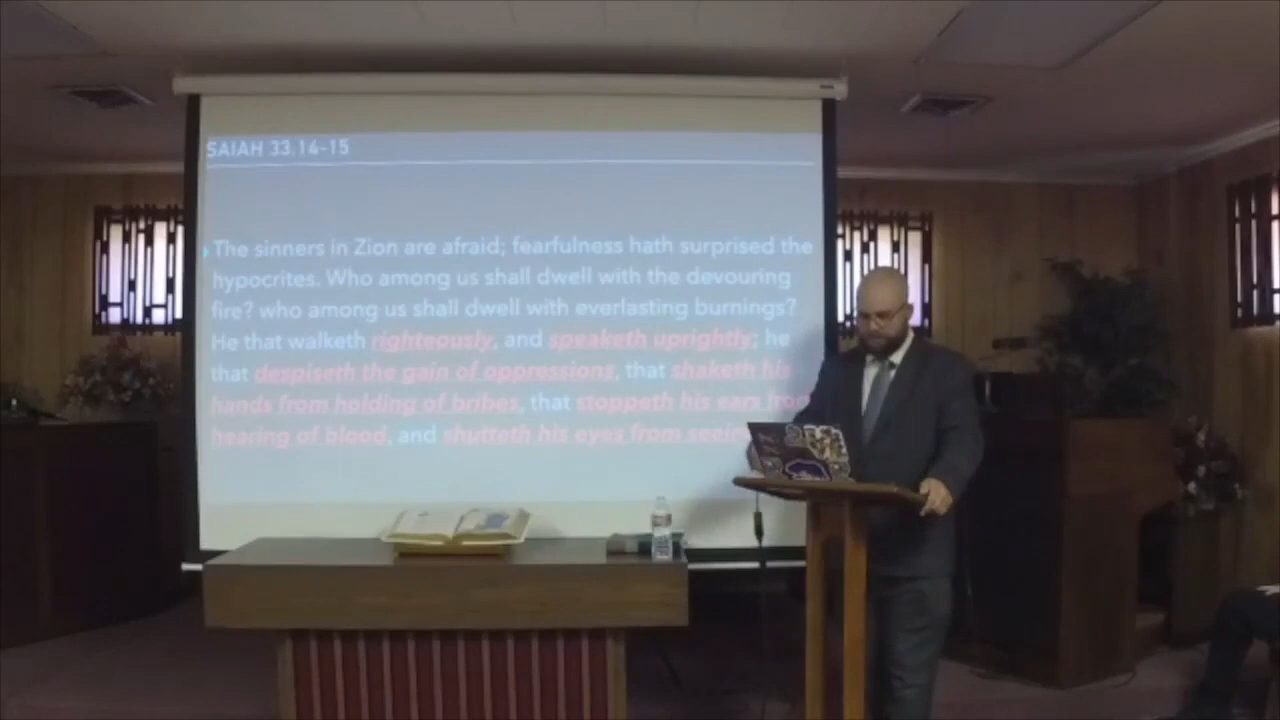 SAIAH 33.14-15
The sinners in Zion are afraid; fearfulness hath surprised the
hypocrites. Who among us shall dwell with the devouring
fire? who among us shall dwell with everlasting burnings?
He that walketh righteously, and speaketh uprightly; he
that despiseth the gain of oppressions, that shaketh his
hands from holding of bribes, that stoppeth his ears from
hearing of blood, and shutteth his eyes from seein